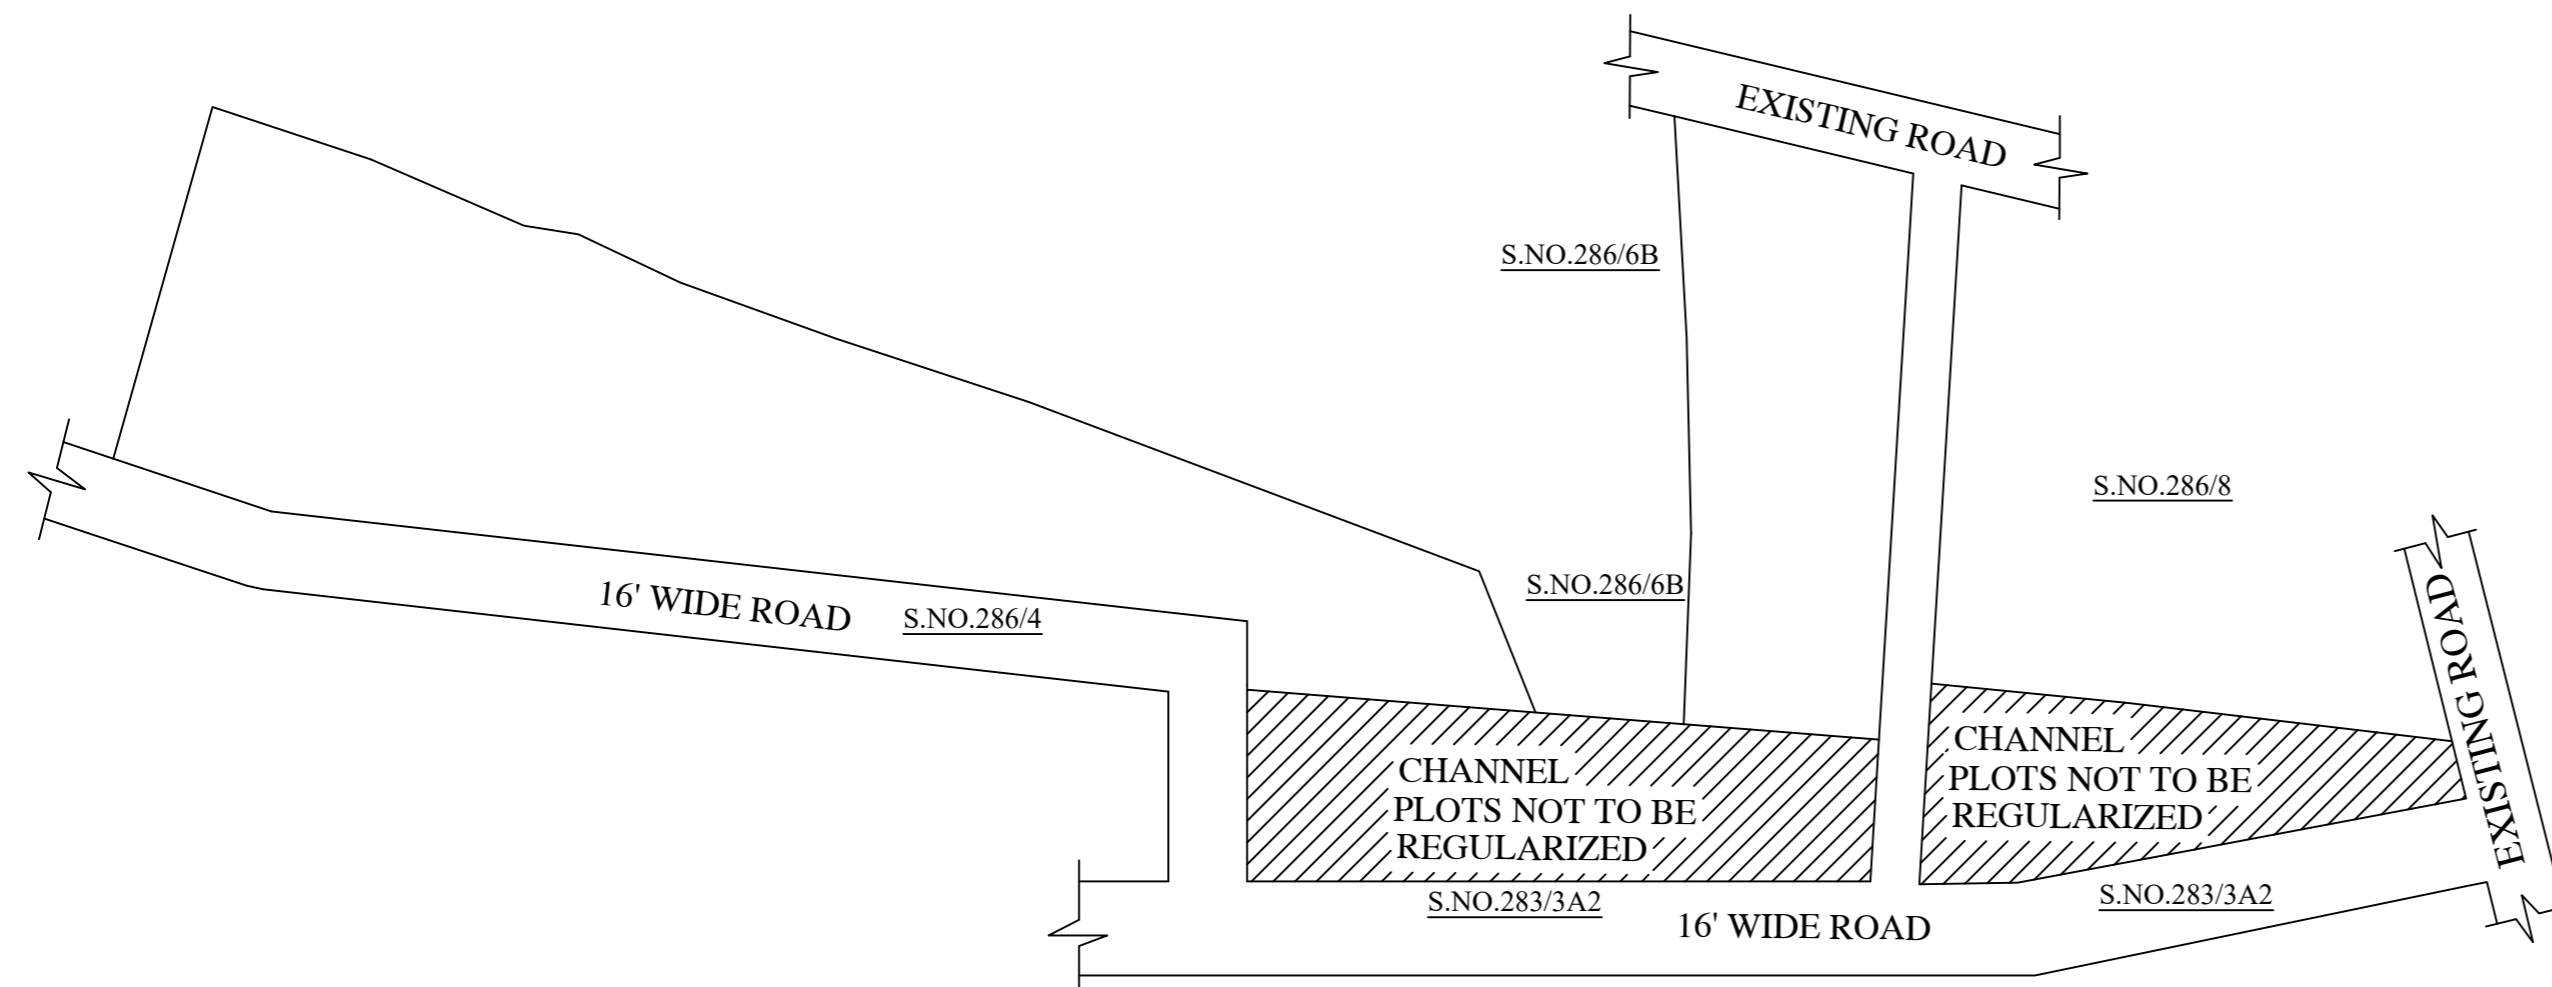 EXISTING ROAD
S.NO.286/6B
S.NO.286/8
S.NO.286/6B
16' WIDE ROAD
S.NO.286/4
EXISTING ROAD
CHANNEL
PLOTS NOT TO BE
REGULARIZED
CHANNEL
PLOTS NOT TO BE
REGULARIZED
S.NO.283/3A2
16' WIDE ROAD
S.NO.283/3A2